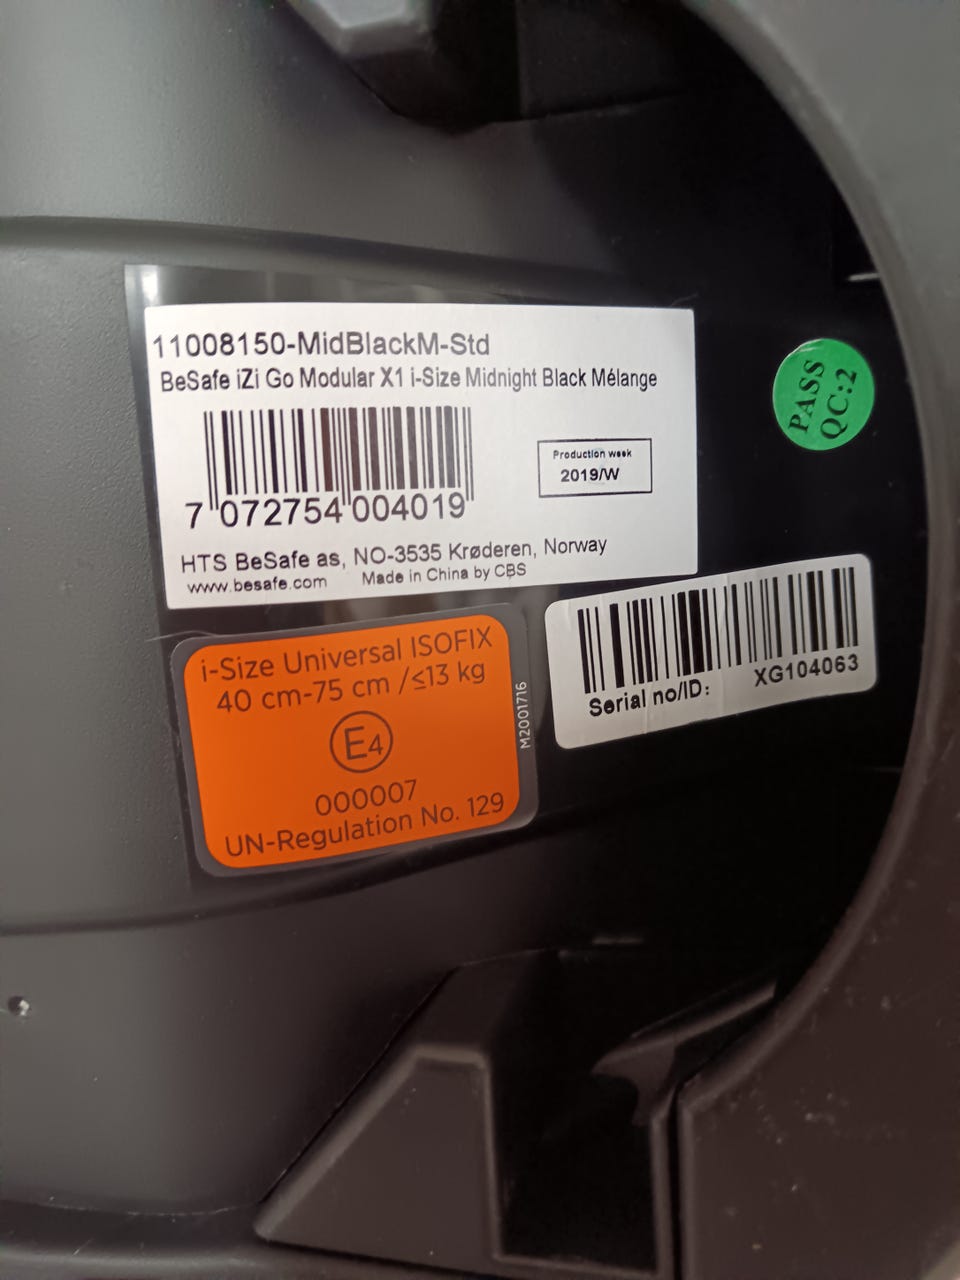 11008150-MidBlackM-Std
BeSafe iZi Go Modular X1 i-Size Midnight Black Mélange
7 072754 004019
Production week
2019/W
HTS BeSafe as, NO-3535 Krøderen, Norway
www.besafe.com Made in China by CBS
PASS
QC:2
i-Size Universal ISOFIX
40 cm-75 cm /≤13 kg
E4
000007
UN-Regulation No. 129
M2001716
Serial no/ID: XG104063